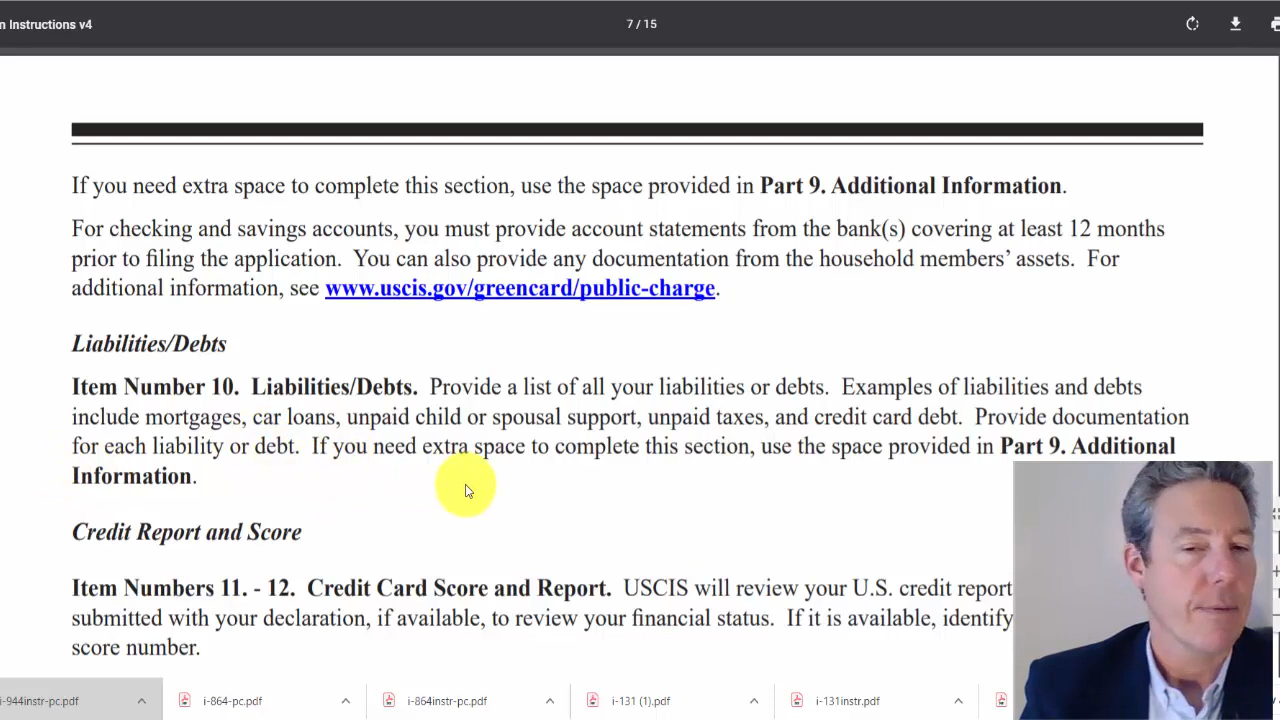 n Instructions v4
7 / 15
If you need extra space to complete this section, use the space provided in Part 9. Additional Information.
For checking and savings accounts, you must provide account statements from the bank(s) covering at least 12 months
prior to filing the application.  You can also provide any documentation from the household members' assets.  For
additional information, see www.uscis.gov/greencard/public-charge.
Liabilities/Debts
Item Number 10.  Liabilities/Debts.  Provide a list of all your liabilities or debts.  Examples of liabilities and debts
include mortgages, car loans, unpaid child or spousal support, unpaid taxes, and credit card debt.  Provide documentation
for each liability or debt.  If you need extra space to complete this section, use the space provided in Part 9. Additional
Information.
Credit Report and Score
Item Numbers 11. - 12.  Credit Card Score and Report.  USCIS will review your U.S. credit report
submitted with your declaration, if available, to review your financial status.  If it is available, identify
score number.
i-944instr-pc.pdf
i-864-pc.pdf
i-864instr-pc.pdf
i-131 (1).pdf
i-131instr.pdf